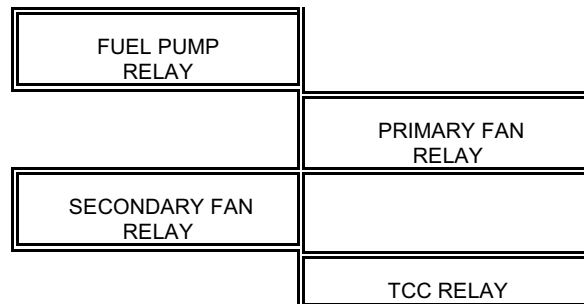 FUEL PUMP
RELAY
PRIMARY FAN
RELAY
SECONDARY FAN
RELAY
TCC RELAY